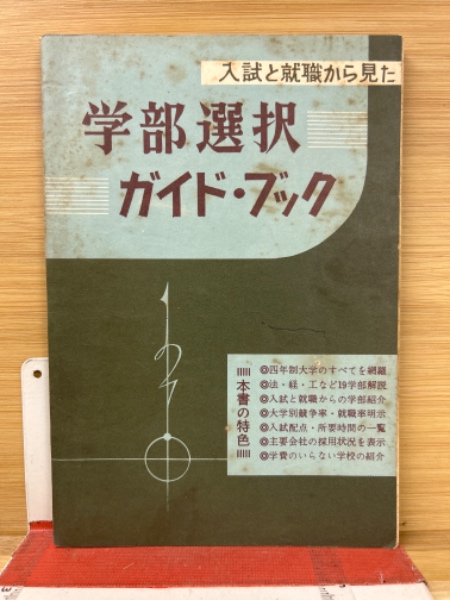 入試と就職から見た
学部選択
ガイド・ブック
本書の特色
◎四年制大学のすべてを網羅
◎法・経・工など19学部解説
◎入試と就職からの学部紹介
◎大学別競争率・就職率明示
◎入試配点・所要時間の一覧
◎主要会社の採用状況を表示
◎学費のいらない学校の紹介